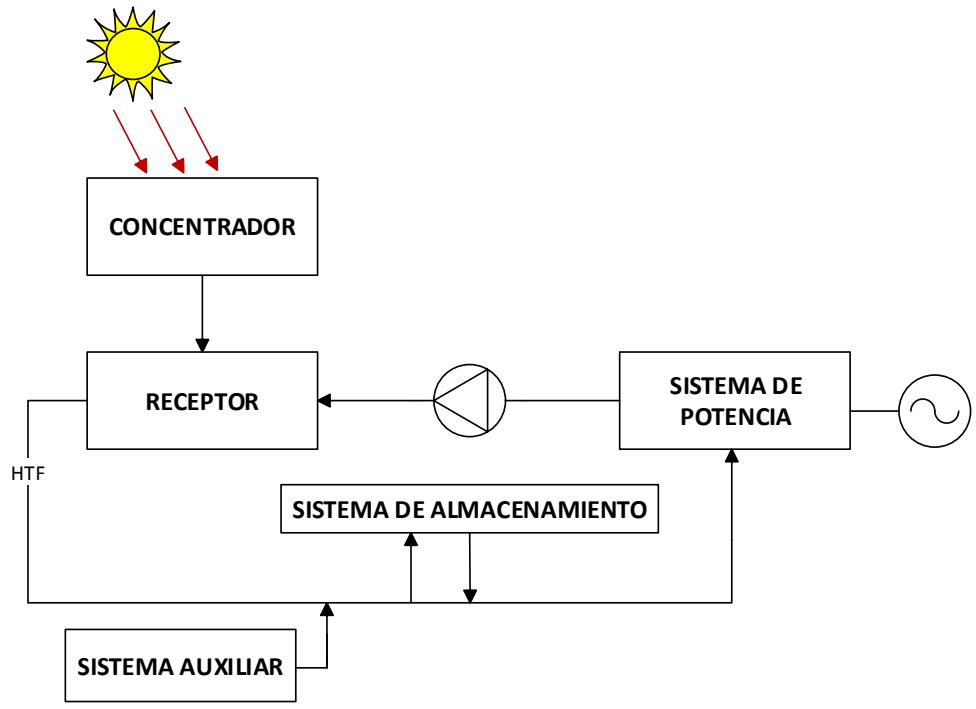 CONCENTRADOR
RECEPTOR
SISTEMA DE
POTENCIA
HTF
SISTEMA DE ALMACENAMIENTO
SISTEMA AUXILIAR